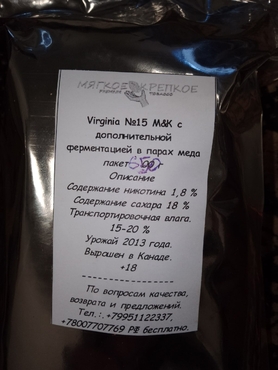 МЯГКОЕ КРЕПКОЕ
Virginia №15 М&К с
дополнительной
ферментацией в парах меда
пакет
Описание
Содержание никотина 1,8 %
Содержание сахара 18 %
Транспортировочная влага.
15-20 %
Урожай 2013 года.
Вырашен в Канаде.
+18
----------
По вопросам качества,
возврата и предложений.
Тел.:.+79951122337,
+78007707769 РФ бесплатно.